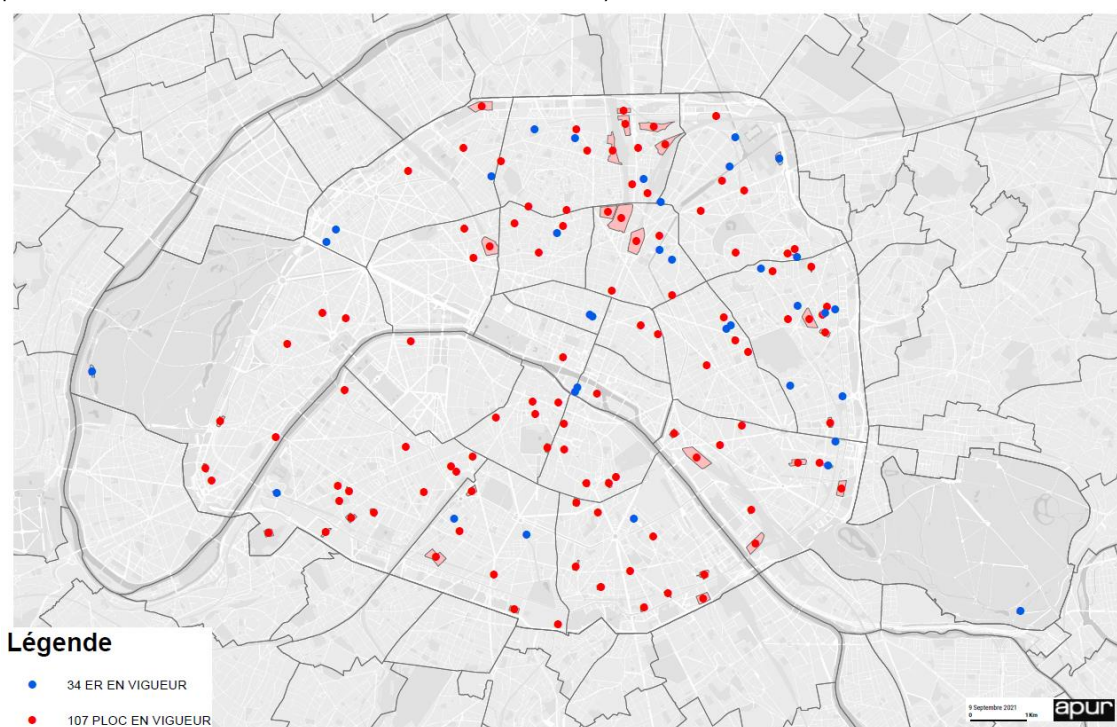 Légende
34 ER EN VIGUEUR
107 PLOC EN VIGUEUR
9 Septembre 2021
0 1Km
apur